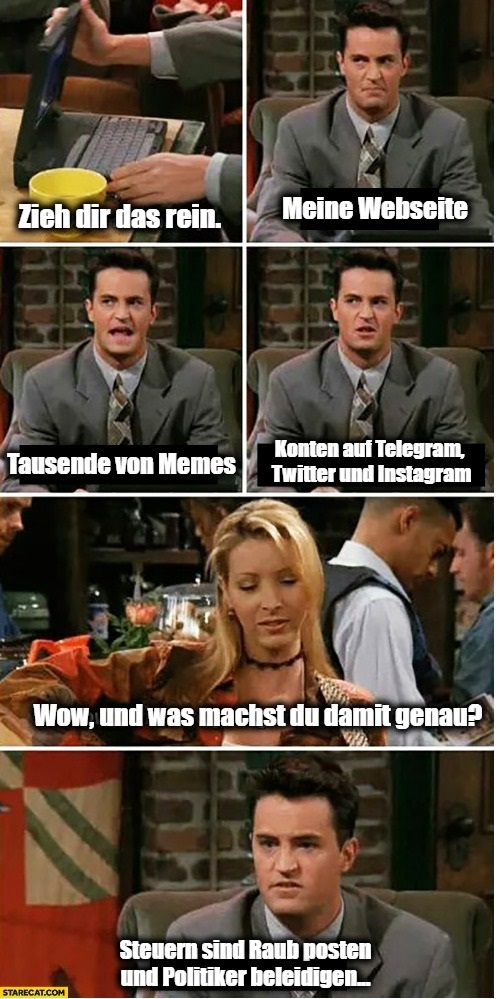 Zieh dir das rein.
Meine Webseite
Tausende von Memes
Konten auf Telegram,
Twitter und Instagram
Wow, und was machst du damit genau?
Steuern sind Raub posten
und Politiker beleidigen...
STARECAT.COM